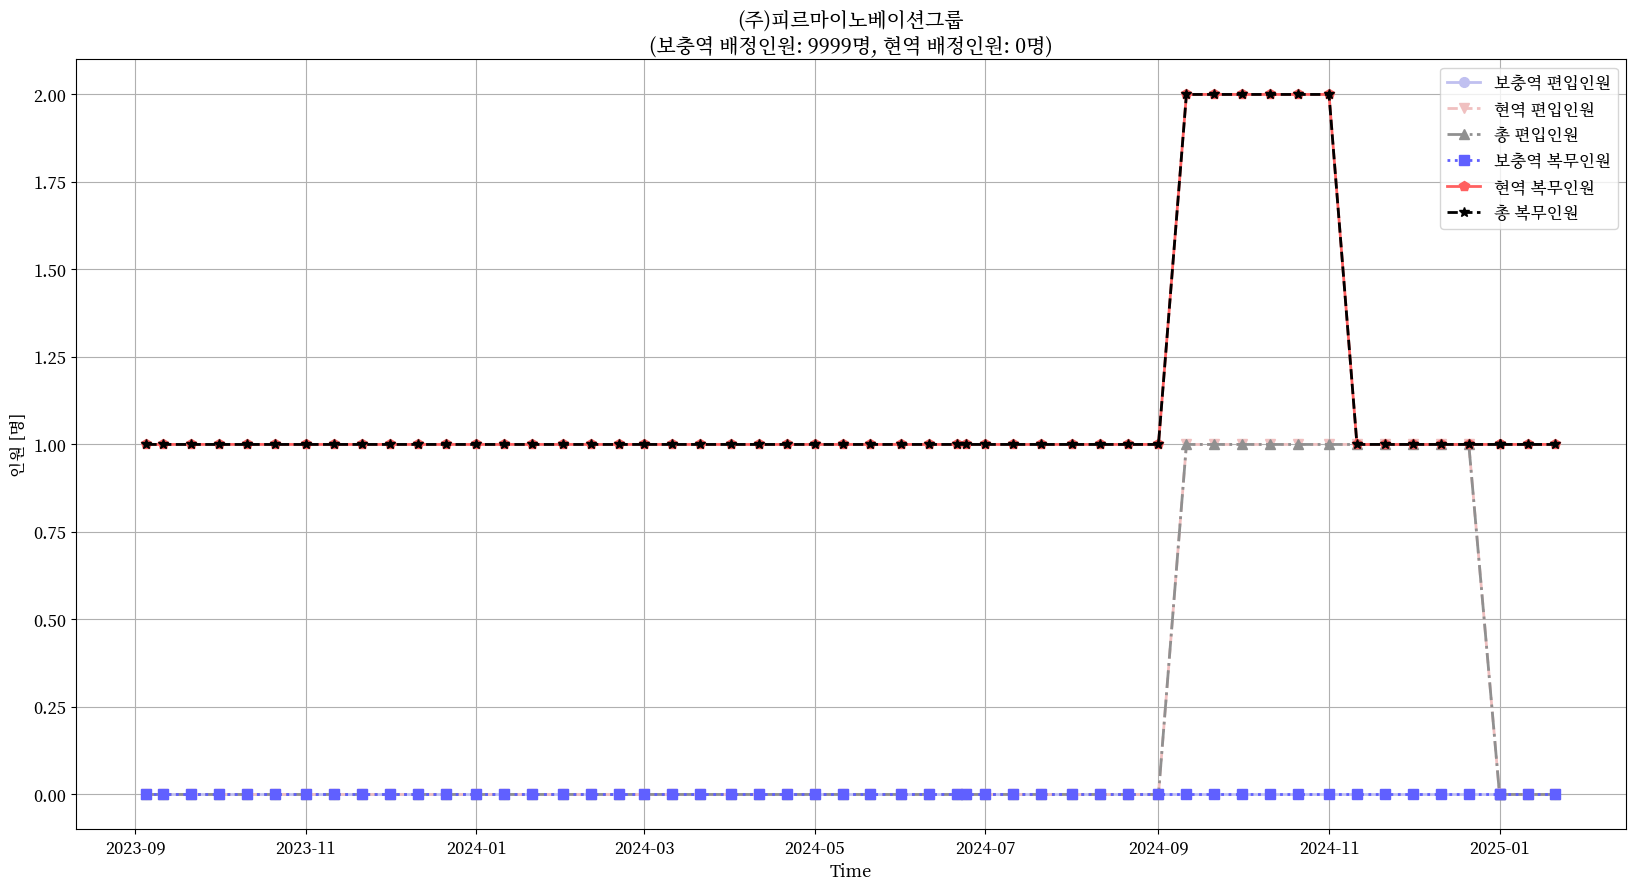 (주)피르마이노베이션그룹
(보충역 배정인원: 9999명, 현역 배정인원: 0명)
보충역 편입인원
현역 편입인원
총 편입인원
보충역 복무인원
현역 복무인원
총 복무인원
인원 [명]
2.00
1.75
1.50
1.25
1.00
0.75
0.50
0.25
0.00
2023-09 2023-11 2024-01 2024-03 2024-05 2024-07 2024-09 2024-11 2025-01
Time